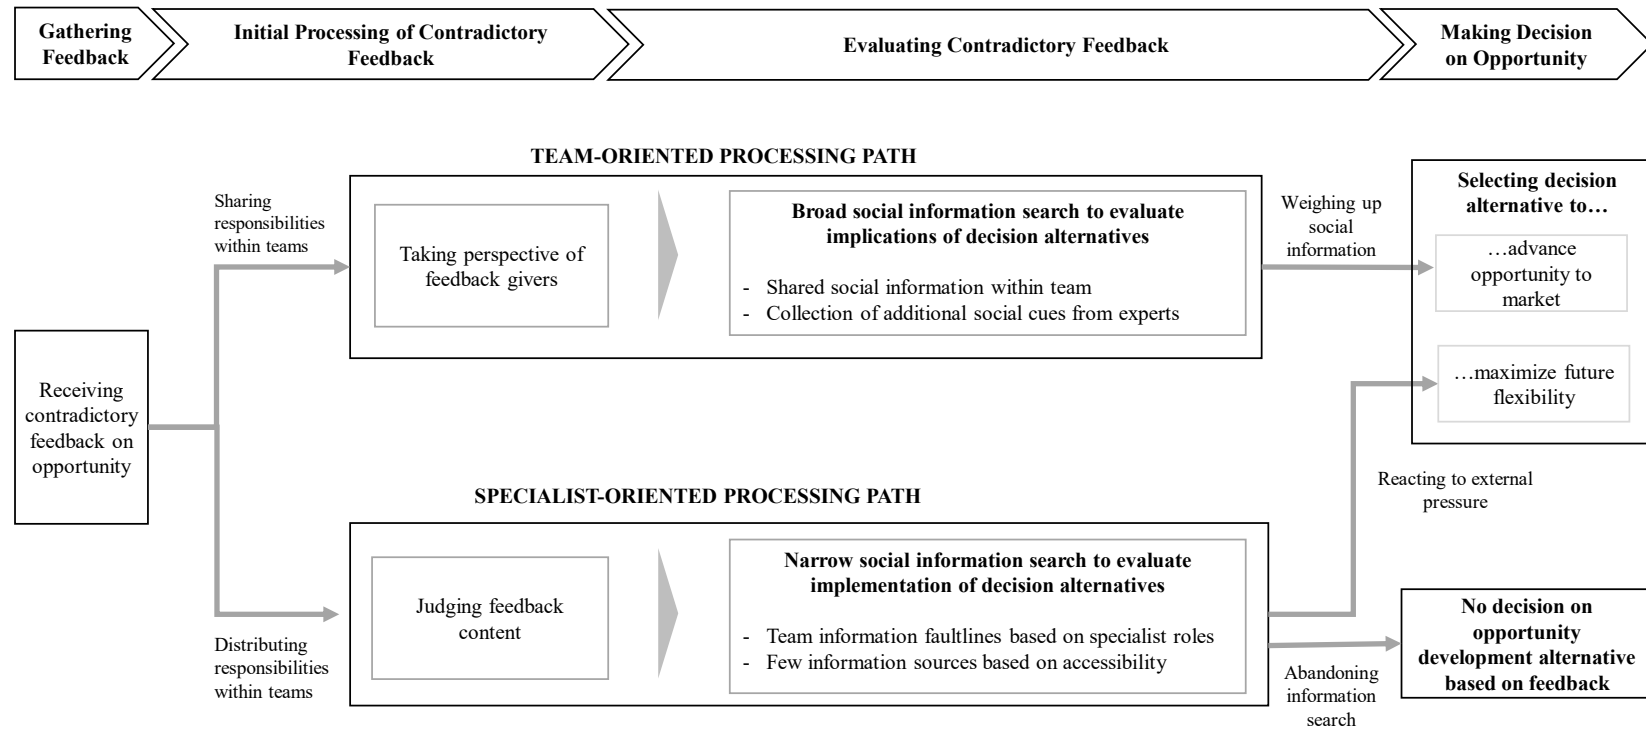 Gathering
Feedback
Initial Processing of Contradictory
Feedback
Evaluating Contradictory Feedback
Making Decision
on Opportunity
TEAM-ORIENTED PROCESSING PATH
Sharing
responsibilities
within teams
Taking perspective of
feedback givers
Broad social information search to evaluate
implications of decision alternatives
- Shared social information within team
- Collection of additional social cues from experts
Weighing up
social
information
Selecting decision
alternative to…
…advance
opportunity to
market
…maximize future
flexibility
Receiving
contradictory
feedback on
opportunity
Reacting to external
pressure
SPECIALIST-ORIENTED PROCESSING PATH
Distributing
responsibilities
within teams
Judging feedback
content
Narrow social information search to evaluate
implementation of decision alternatives
- Team information faultlines based on specialist roles
- Few information sources based on accessibility
Abandoning
information
search
No decision on
opportunity
development alternative
based on feedback